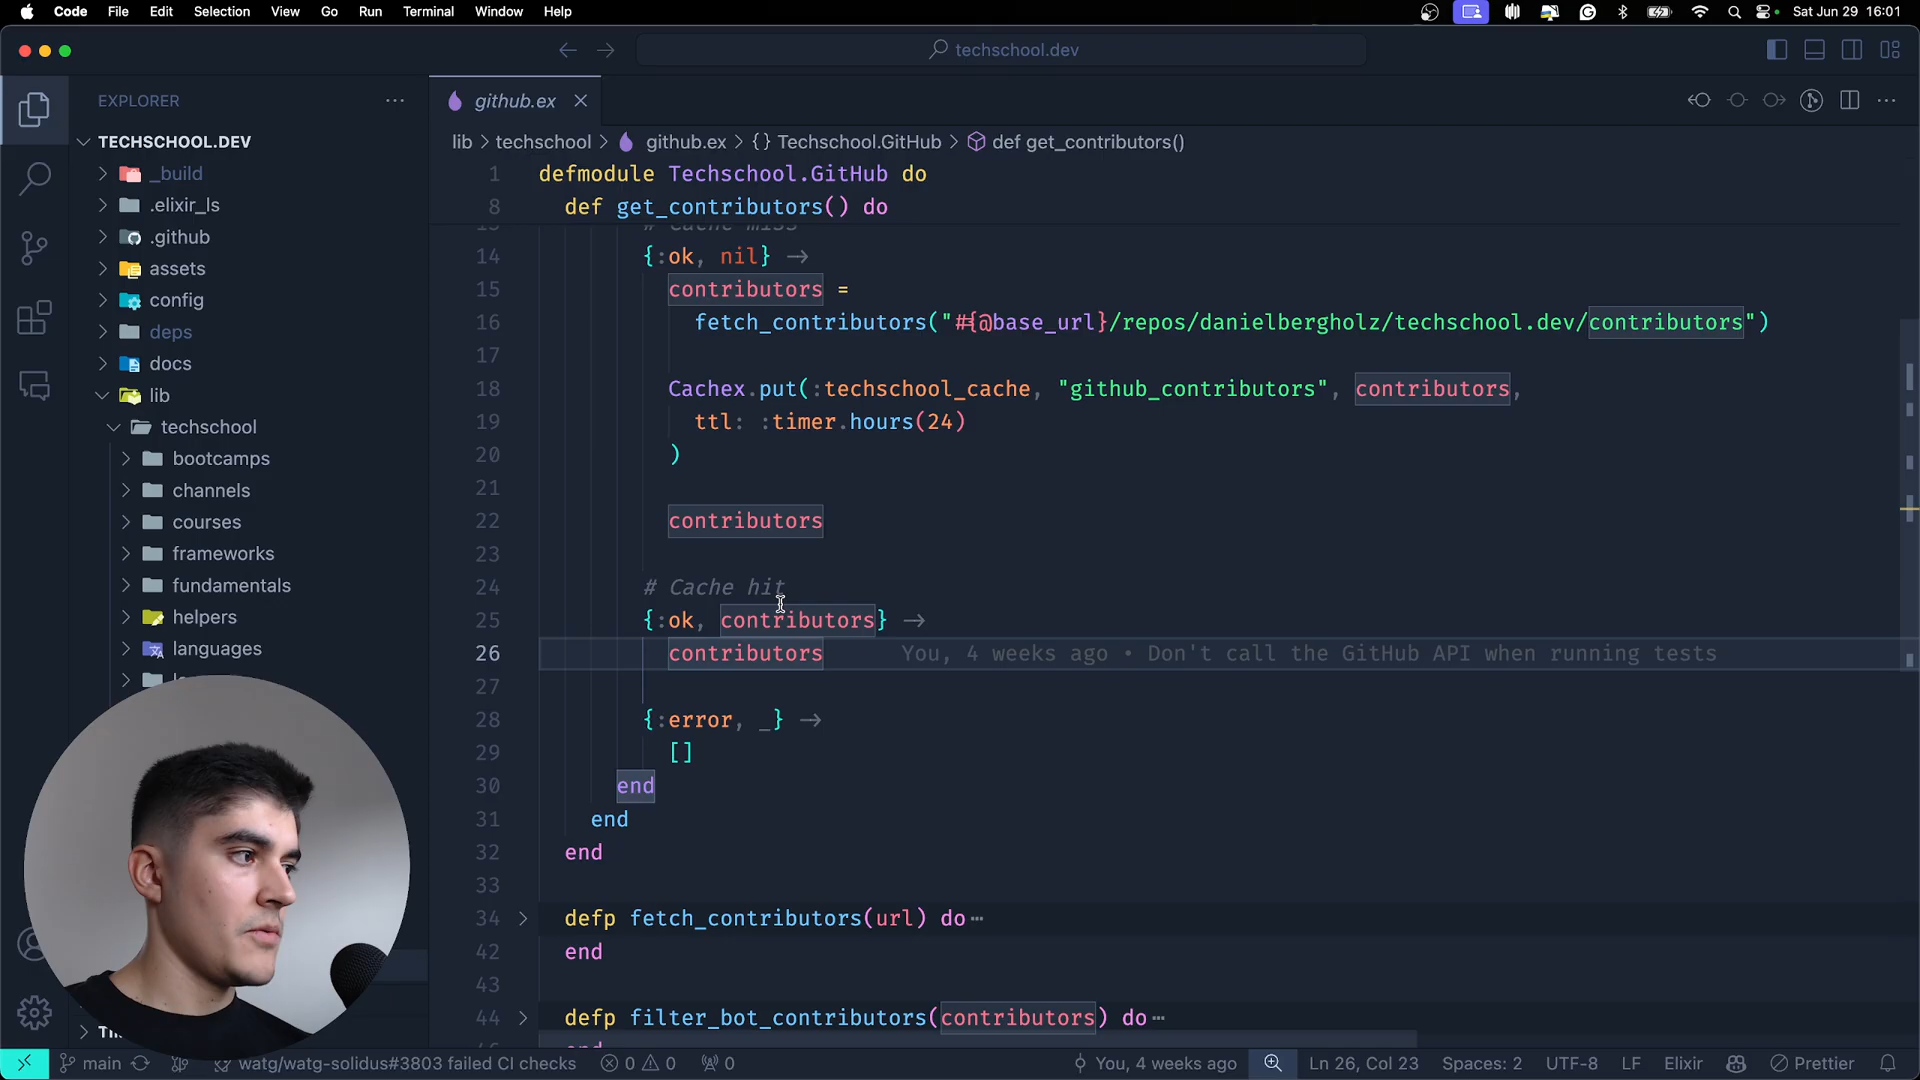 Code File Edit Selection View Go Run Terminal Window Help
Sat Jun 29 16:01
techschool.dev
EXPLORER
TECHSCHOOL.DEV
_build
.elixir_ls
.github
assets
config
deps
docs
lib
techschool
bootcamps
channels
courses
frameworks
fundamentals
helpers
languages
github.ex
lib > techschool > github.ex > {} Techschool.GitHub > def get_contributors()
1 defmodule Techschool.GitHub do
8 def get_contributors() do
# Cache miss
14 {:ok, nil} ->
15 contributors =
16 fetch_contributors("#{@base_url}/repos/danielbergholz/techschool.dev/contributors")
17
18 Cachex.put(:techschool_cache, "github_contributors", contributors,
19 ttl: :timer.hours(24)
20 )
21
22 contributors
23
24 # Cache hit
25 {:ok, contributors} ->
26 contributors You, 4 weeks ago • Don't call the GitHub API when running tests
27
28 {:error, _} ->
29 []
30 end
31 end
32 end
33
34 defp fetch_contributors(url) do⋯
42 end
43
44 defp filter_bot_contributors(contributors) do⋯
end
main
watg/watg-solidus#3803 failed CI checks
0 0
0
You, 4 weeks ago
Ln 26, Col 23
Spaces: 2
UTF-8
LF
Elixir
Prettier